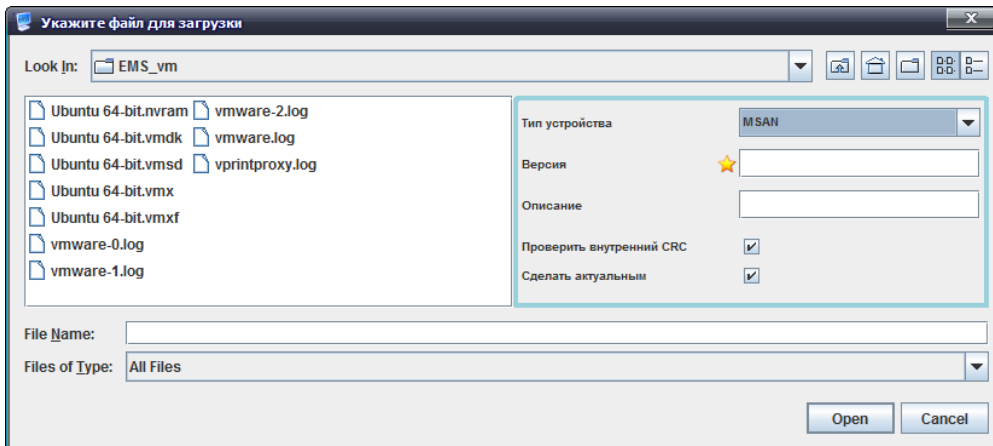 Укажите файл для загрузки
Look In: EMS_vm
Ubuntu 64-bit.nvram vmware-2.log
Ubuntu 64-bit.vmdk vmware.log
Ubuntu 64-bit.vmsd vprintproxy.log
Ubuntu 64-bit.vmx
Ubuntu 64-bit.vmxf
vmware-0.log
vmware-1.log
Тип устройства MSAN
Версия
Описание
Проверить внутренний CRC
Сделать актуальным
File Name:
Files of Type: All Files
Open Cancel